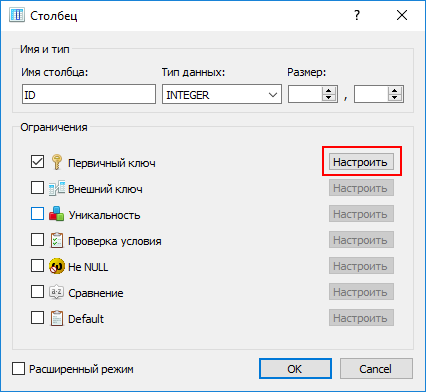 Столбец
Имя и тип
Имя столбца: Тип данных: Размер:
ID INTEGER ,
Ограничения
Первичный ключ Настроить
Внешний ключ Настроить
Уникальность Настроить
Проверка условия Настроить
Не NULL Настроить
a-z Сравнение Настроить
Default Настроить
Расширенный режим OK Cancel